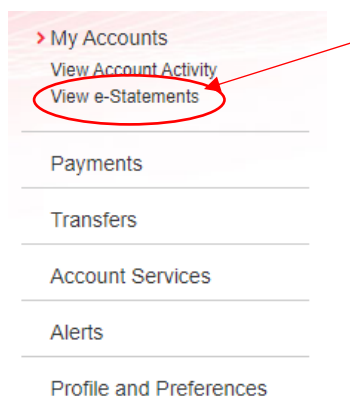 My Accounts
View Account Activity
View e-Statements
Payments
Transfers
Account Services
Alerts
Profile and Preferences